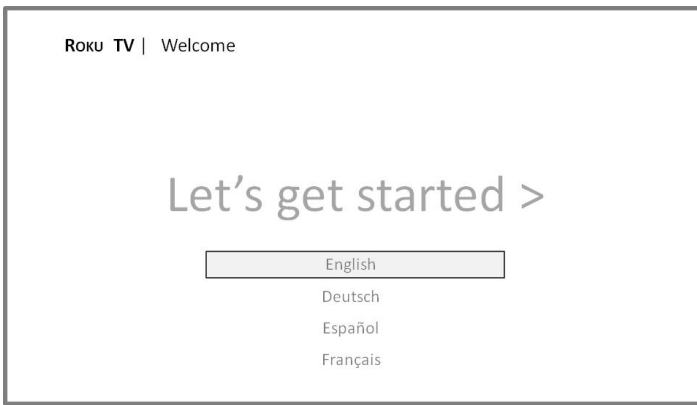 Roku TV | Welcome
Let's get started >
English
Deutsch
Español
Français